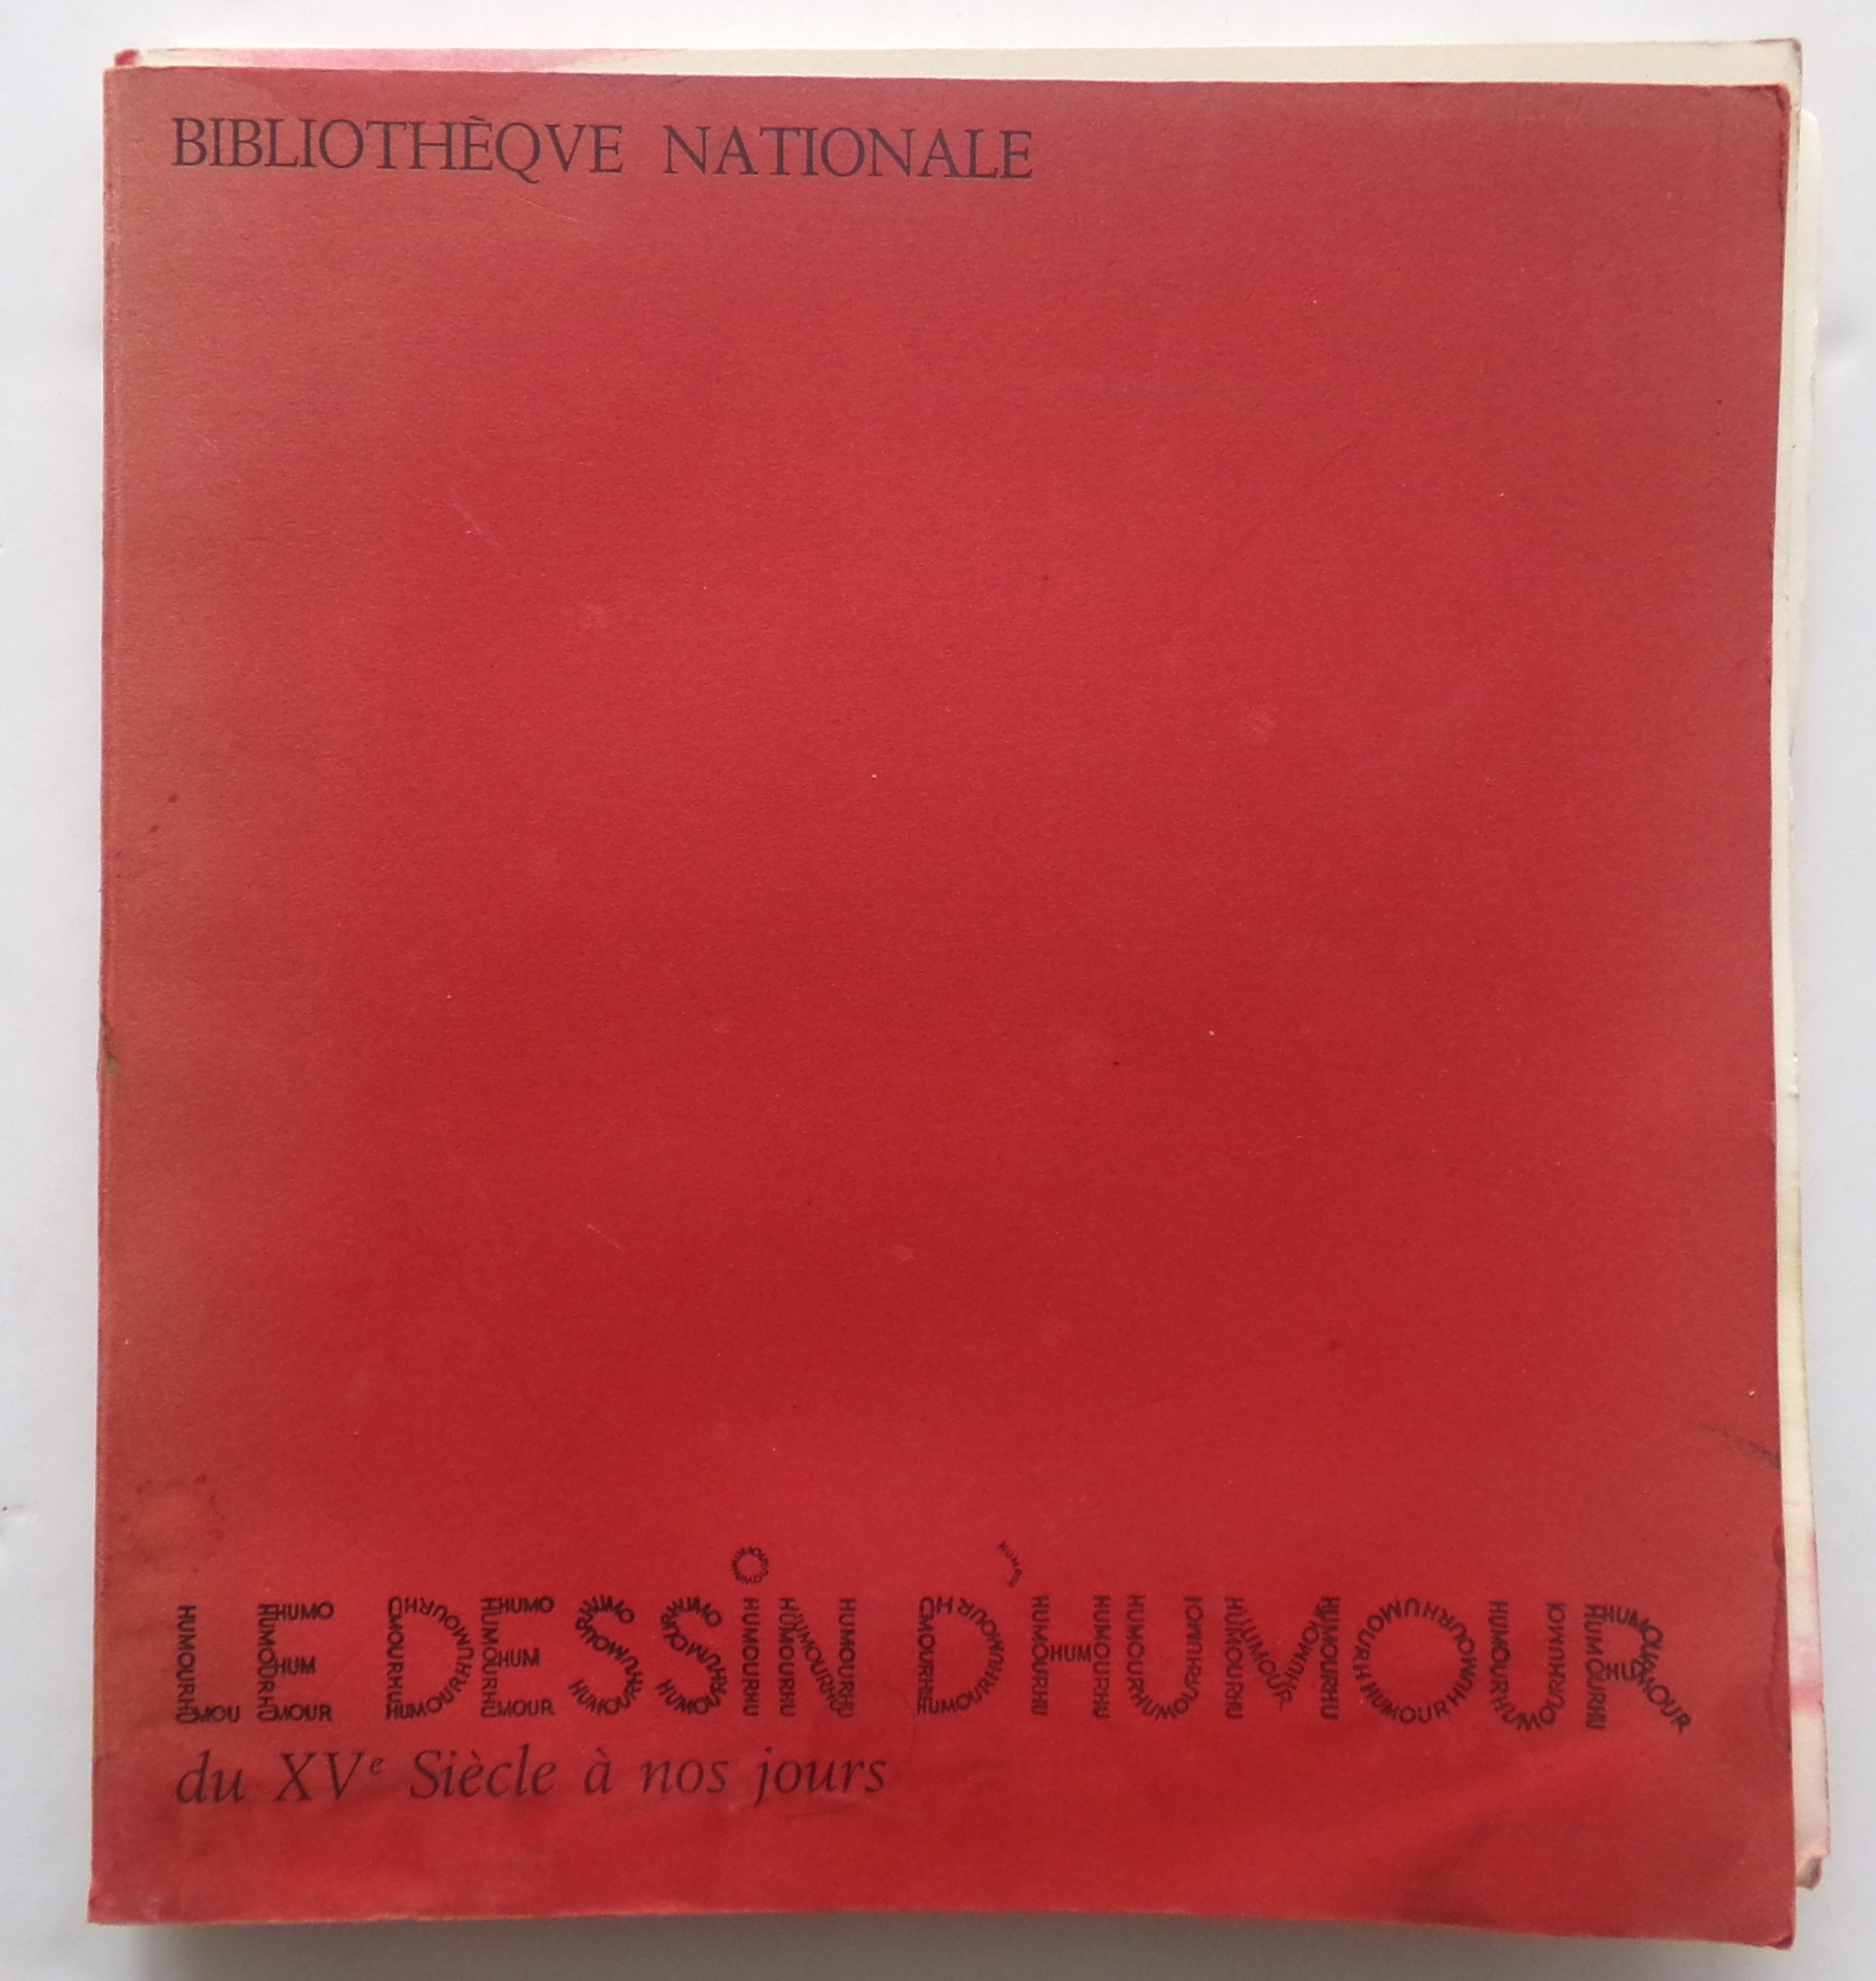 BIBLIOTHÈQVE NATIONALE
LE DESSiN D'HUMOUR
du XVe Siècle à nos jours